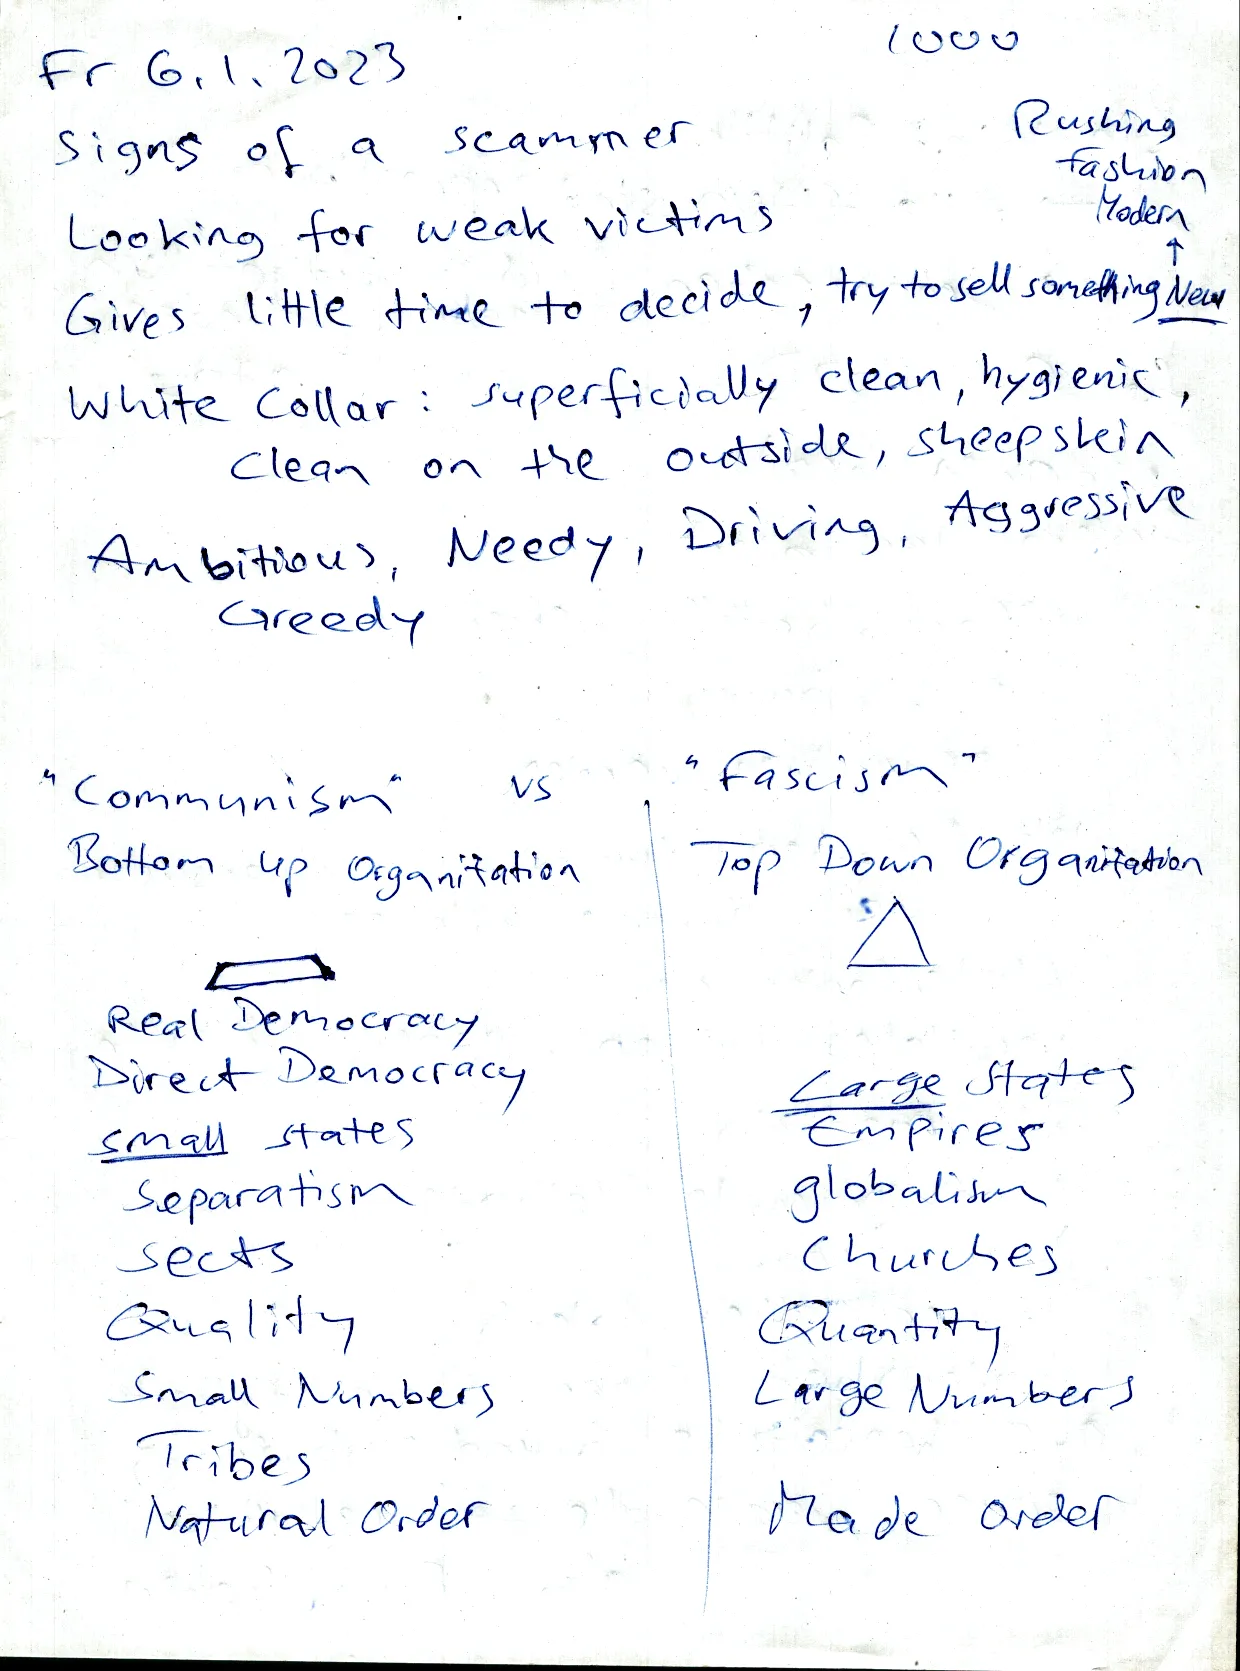 1000
Fr 6.1.2023
Signs of a scammer
Rushing
Fashion
Modern
↑
Looking for weak victims
Gives little time to decide, try to sell something New
White Collar: superficially clean, hygienic,
Clean on the outside, sheepskin
Ambitious, Needy, Driving, Aggressive
Greedy
"Communism" vs "Fascism"
Bottom up Organization Top Down Organization
Real Democracy
Direct Democracy Large States
small states Empires
Separatism globalism
Sects Churches
Quality Quantity
Small Numbers Large Numbers
Tribes
Natural Order Made order